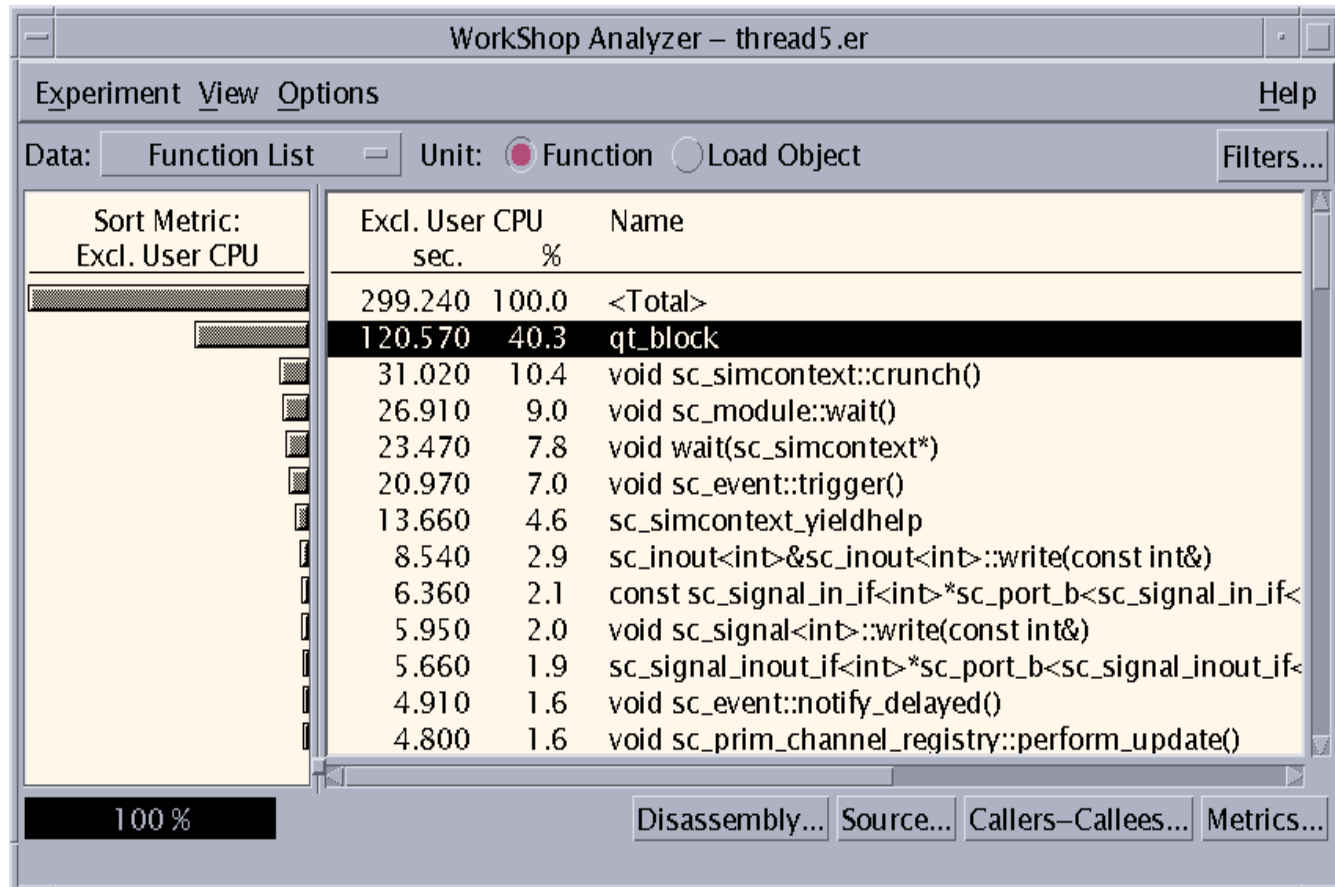 WorkShop Analyzer – thread5.er
Experiment View Options Help
Data: Function List Unit: Function Load Object Filters...
Sort Metric:
Excl. User CPU
Excl. User CPU Name
sec. %
299.240 100.0 <Total>
120.570 40.3 qt_block
31.020 10.4 void sc_simcontext::crunch()
26.910 9.0 void sc_module::wait()
23.470 7.8 void wait(sc_simcontext*)
20.970 7.0 void sc_event::trigger()
13.660 4.6 sc_simcontext_yieldhelp
8.540 2.9 sc_inout<int>&sc_inout<int>::write(const int&)
6.360 2.1 const sc_signal_in_if<int>*sc_port_b<sc_signal_in_if<
5.950 2.0 void sc_signal<int>::write(const int&)
5.660 1.9 sc_signal_inout_if<int>*sc_port_b<sc_signal_inout_if<
4.910 1.6 void sc_event::notify_delayed()
4.800 1.6 void sc_prim_channel_registry::perform_update()
100 % Disassembly... Source... Callers–Callees... Metrics...